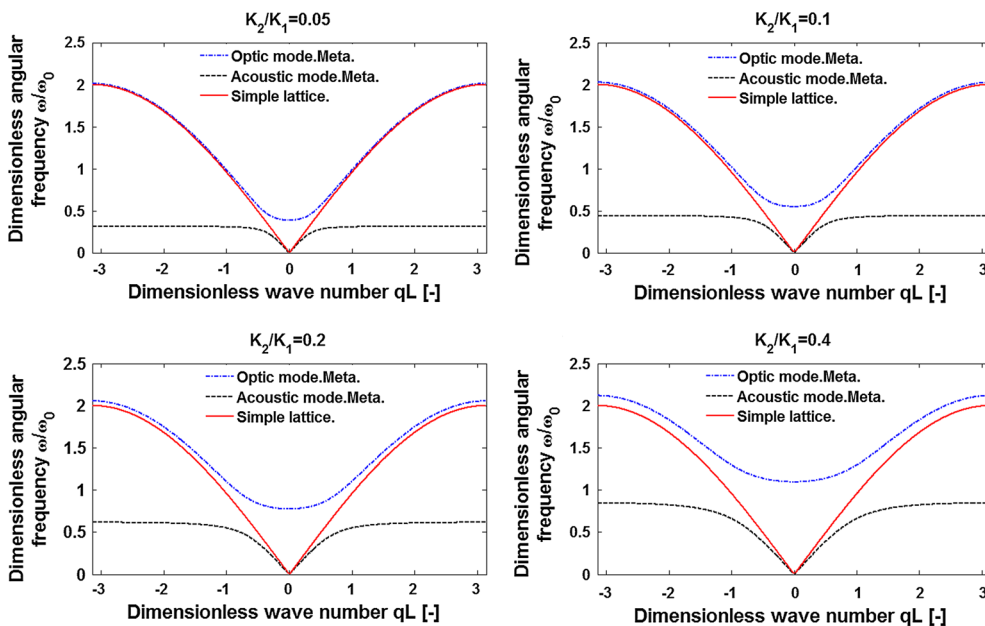 K2/K1=0.05
Dimensionless angular
frequency ω/ω0
2.5
2
1.5
1
0.5
0
Optic mode.Meta.
Acoustic mode.Meta.
Simple lattice.
-3 -2 -1 0 1 2 3
Dimensionless wave number qL [-]
K2/K1=0.1
Dimensionless angular
frequency ω/ω0
2.5
2
1.5
1
0.5
0
Optic mode.Meta.
Acoustic mode.Meta.
Simple lattice.
-3 -2 -1 0 1 2 3
Dimensionless wave number qL [-]
K2/K1=0.2
Dimensionless angular
frequency ω/ω0
2.5
2
1.5
1
0.5
0
Optic mode.Meta.
Acoustic mode.Meta.
Simple lattice.
-3 -2 -1 0 1 2 3
Dimensionless wave number qL [-]
K2/K1=0.4
Dimensionless angular
frequency ω/ω0
2.5
2
1.5
1
0.5
0
Optic mode.Meta.
Acoustic mode.Meta.
Simple lattice.
-3 -2 -1 0 1 2 3
Dimensionless wave number qL [-]